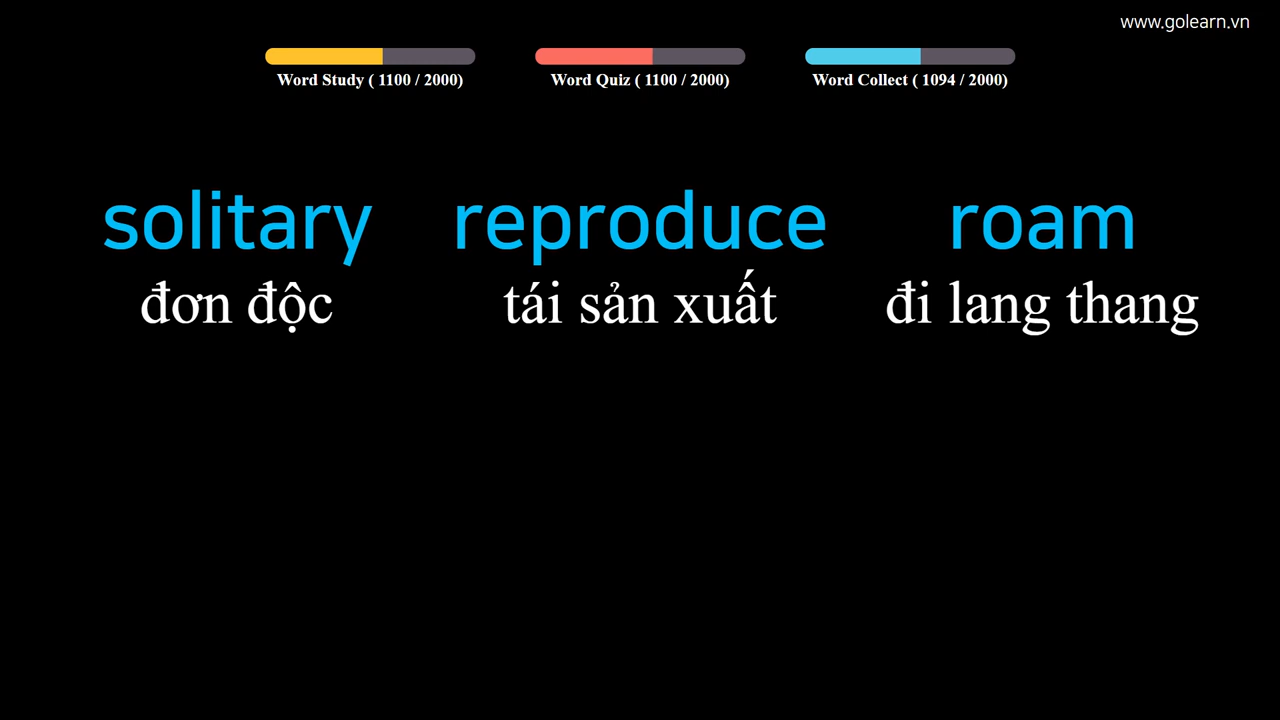 www.golearn.vn
Word Study ( 1100 / 2000) Word Quiz ( 1100 / 2000) Word Collect ( 1094 / 2000)
solitary reproduce roam
đơn độc tái sản xuất đi lang thang